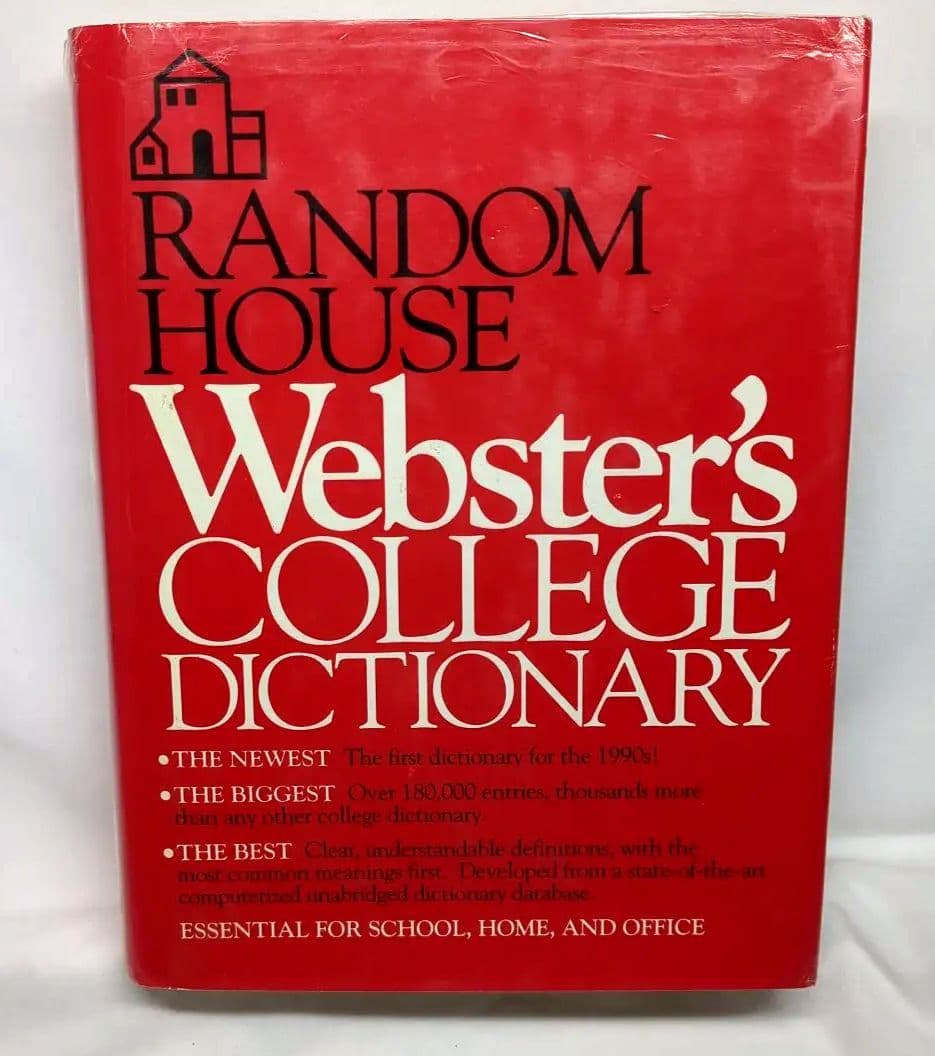 RANDOM
HOUSE
Webster's
COLLEGE
DICTIONARY
•THE NEWEST The first dictionary for the 1990s!
•THE BIGGEST Over 180,000 entries, thousands more
than any other college dictionary.
•THE BEST Clear, understandable definitions, with the
most common meanings first. Developed from a state-of-the-art
computerized unabridged dictionary database.
ESSENTIAL FOR SCHOOL, HOME, AND OFFICE